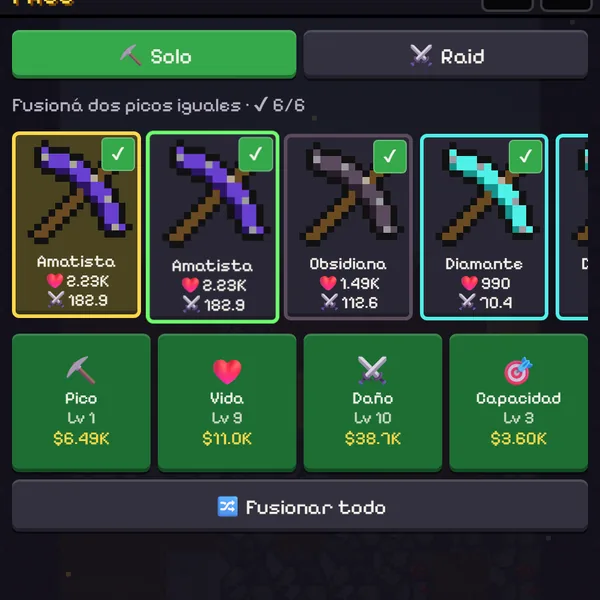 Solo
Raid
Fusioná dos picos iguales · ✓ 6/6
Amatista
2.23K
182.9
Amatista
2.23K
182.9
Obsidiana
1.49K
112.6
Diamante
990
70.4
Pico
Lv 1
$6.49K
Vida
Lv 9
$11.0K
Daño
Lv 10
$38.7K
Capacidad
Lv 3
$3.60K
Fusionar todo